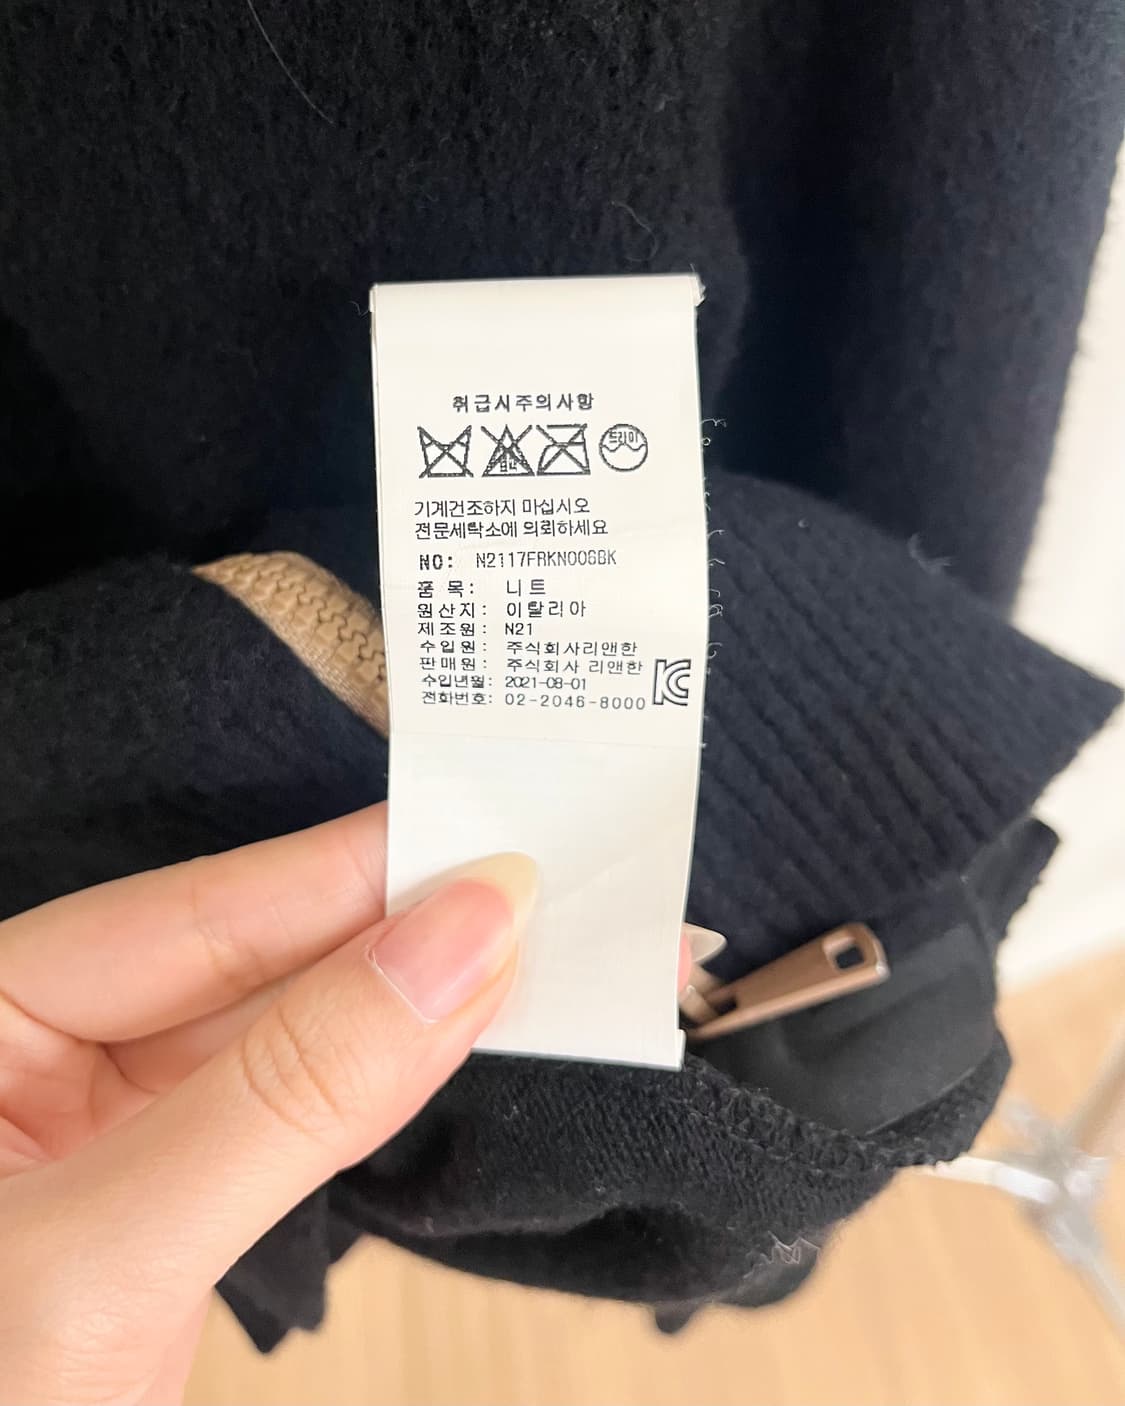 취급시주의사항
드라이
기계건조하지 마십시오
전문세탁소에 의뢰하세요
NO: N2117FRKN006BK
품 목: 니트
원산지: 이탈리아
제조원: N21
수입원: 주식회사리앤한
판매원: 주식회사 리앤한
수입년월: 2021-08-01
전화번호: 02-2046-8000